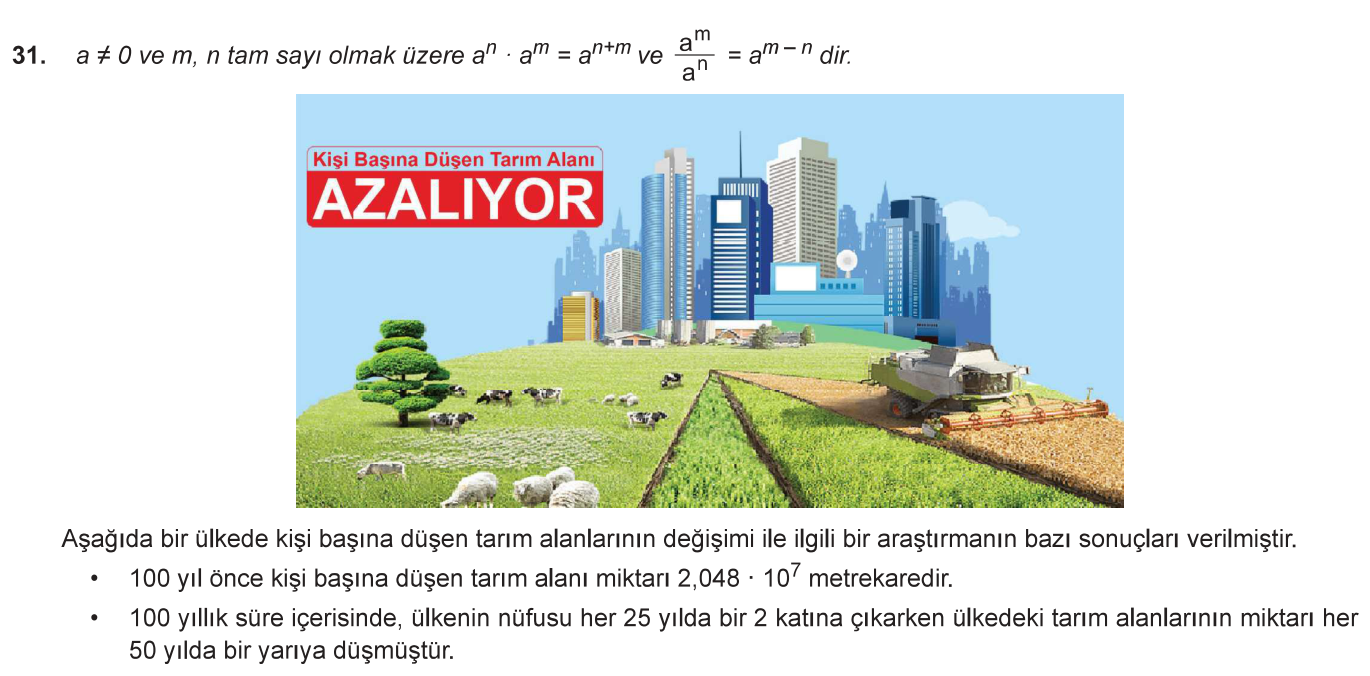 31. a ≠ 0 ve m, n tam sayı olmak üzere aⁿ · aᵐ = aⁿ⁺ᵐ ve aᵐ/aⁿ = aᵐ⁻ⁿ dir.
Kişi Başına Düşen Tarım Alanı
AZALIYOR
Aşağıda bir ülkede kişi başına düşen tarım alanlarının değişimi ile ilgili bir araştırmanın bazı sonuçları verilmiştir.
• 100 yıl önce kişi başına düşen tarım alanı miktarı 2,048 · 10⁷ metrekaredir.
• 100 yıllık süre içerisinde, ülkenin nüfusu her 25 yılda bir 2 katına çıkarken ülkedeki tarım alanlarının miktarı her
50 yılda bir yarıya düşmüştür.